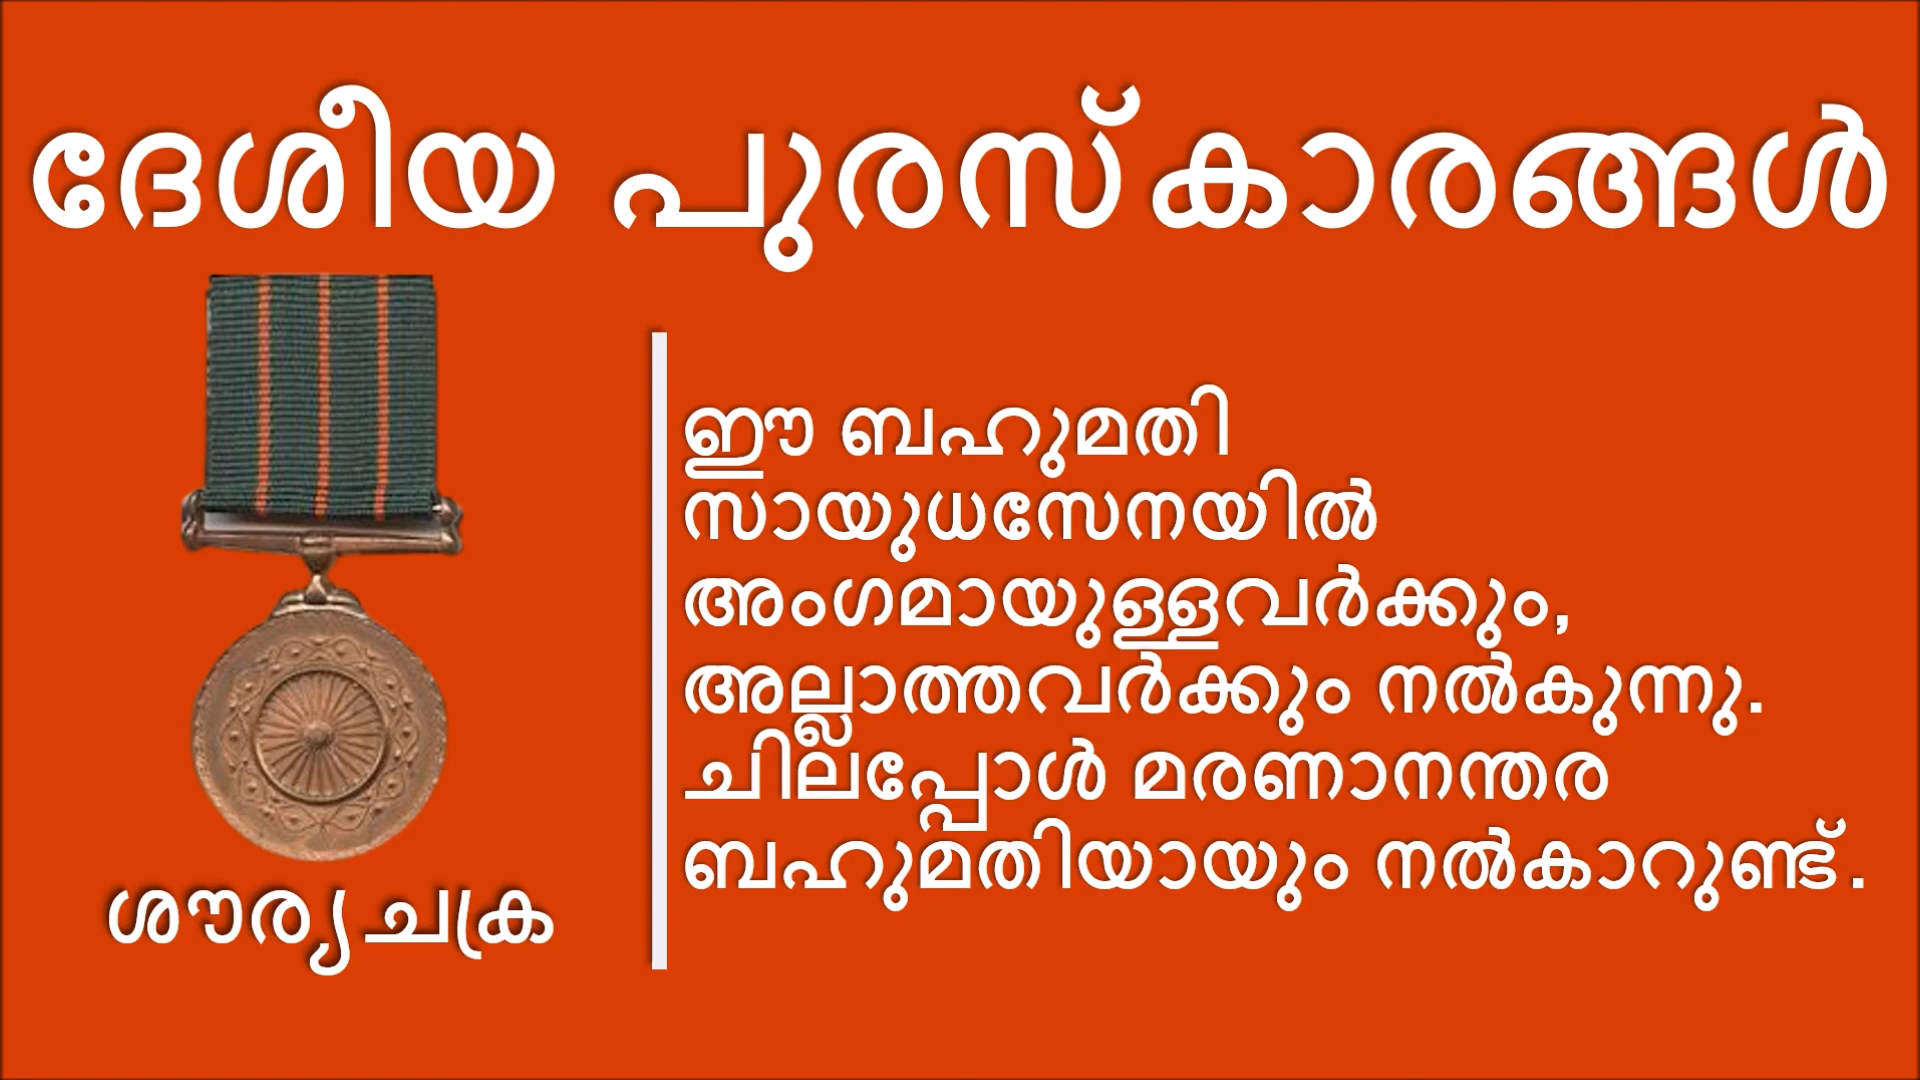 ദേശീയ പുരസ്കാരങ്ങൾ
ഈ ബഹുമതി
സായുധസേനയിൽ
അംഗമായുള്ളവർക്കും,
അല്ലാത്തവർക്കും നൽകുന്നു.
ചിലപ്പോൾ മരണാനന്തര
ബഹുമതിയായും നൽകാറുണ്ട്.
ശൗര്യചക്ര